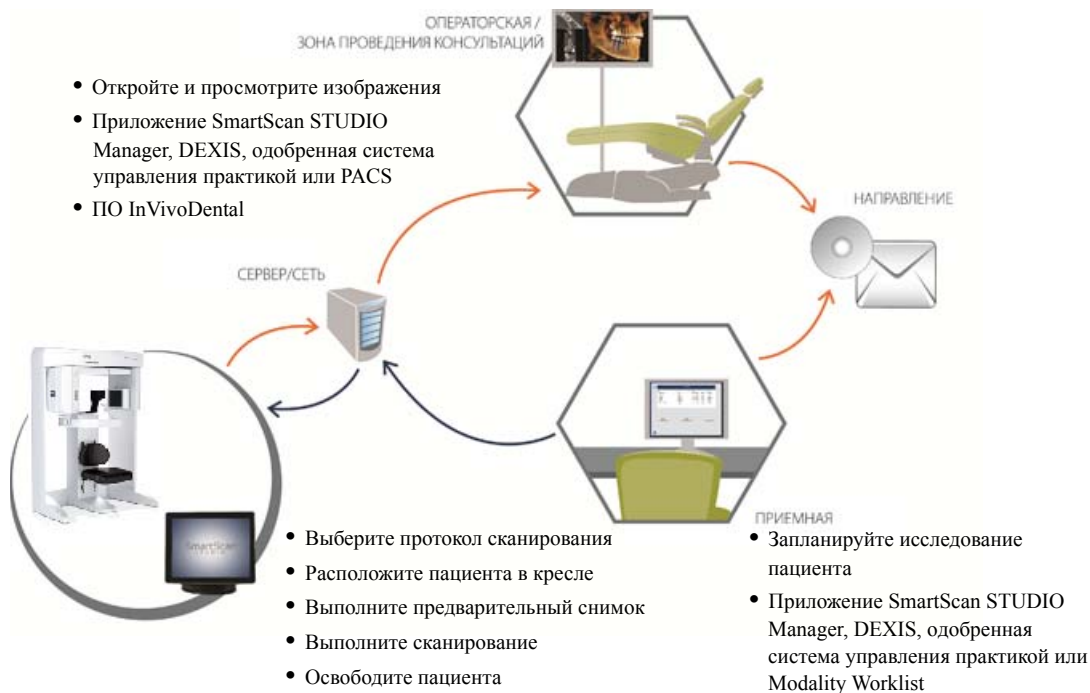 ОПЕРАТОРСКАЯ /
ЗОНА ПРОВЕДЕНИЯ КОНСУЛЬТАЦИЙ
• Откройте и просмотрите изображения
• Приложение SmartScan STUDIO
Manager, DEXIS, одобренная система
управления практикой или PACS
• ПО InVivoDental
НАПРАВЛЕНИЕ
СЕРВЕР/СЕТЬ
SmartScan
• Выберите протокол сканирования
• Расположите пациента в кресле
• Выполните предварительный снимок
• Выполните сканирование
• Освободите пациента
ПРИЕМНАЯ
• Запланируйте исследование
пациента
• Приложение SmartScan STUDIO
Manager, DEXIS, одобренная
система управления практикой или
Modality Worklist